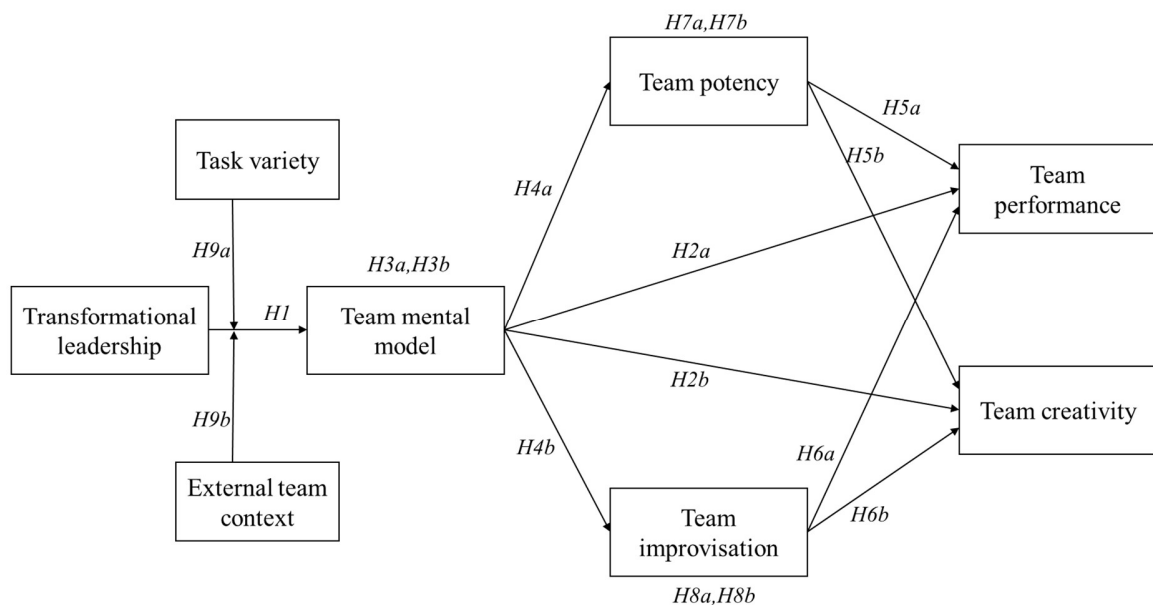 H7a,H7b
Team potency
H5a
Task variety
H5b
Team
performance
H4a
H9a
H3a,H3b
H2a
Transformational
leadership
H1
Team mental
model
H2b
Team creativity
H9b
H4b
H6a
External team
context
Team
improvisation
H6b
H8a,H8b